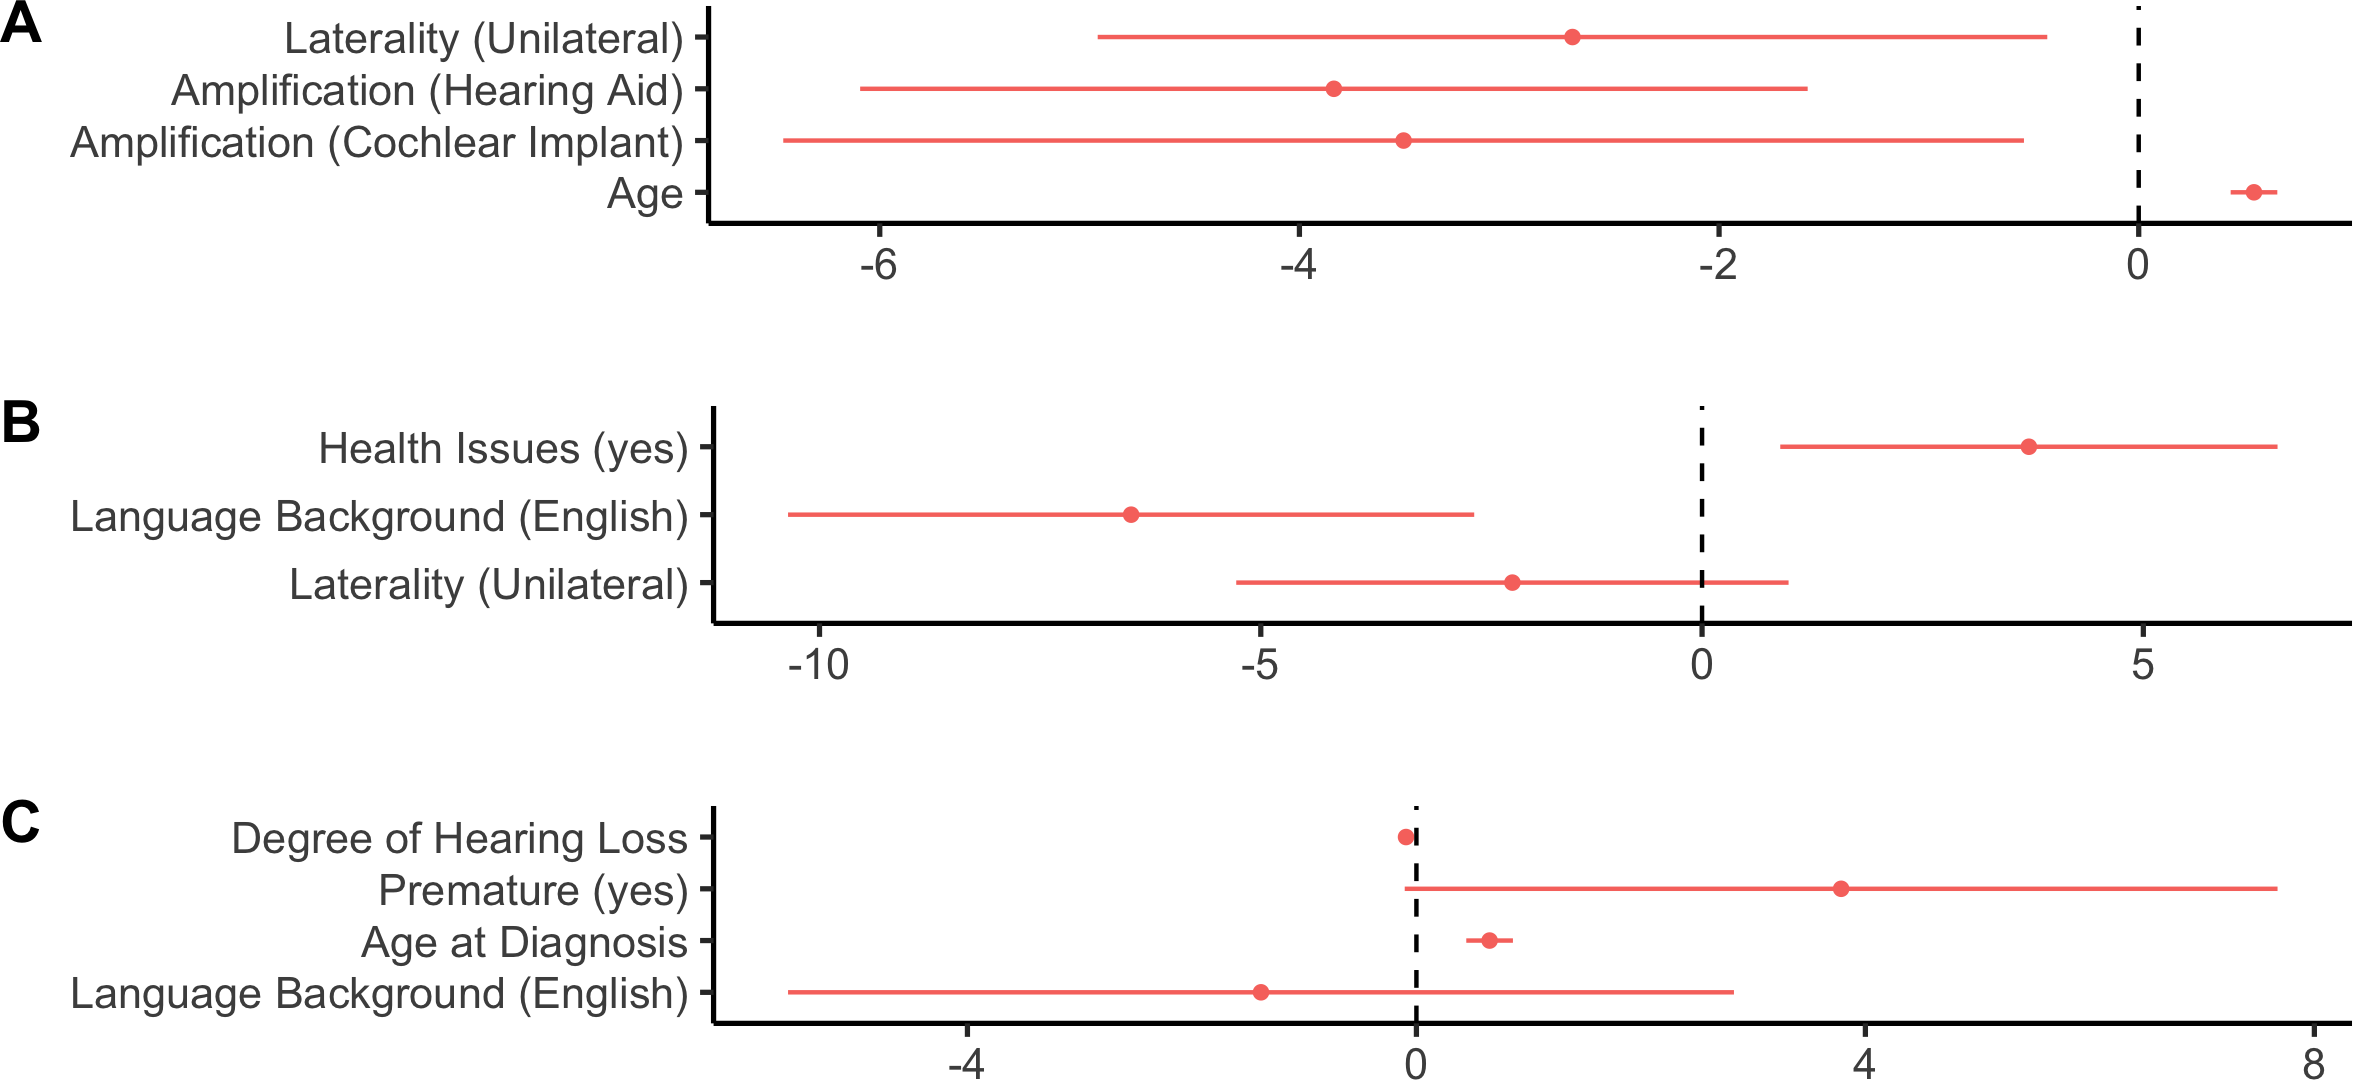 A
Laterality (Unilateral)
Amplification (Hearing Aid)
Amplification (Cochlear Implant)
Age
-6 -4 -2 0
B
Health Issues (yes)
Language Background (English)
Laterality (Unilateral)
-10 -5 0 5
C
Degree of Hearing Loss
Premature (yes)
Age at Diagnosis
Language Background (English)
-4 0 4 8